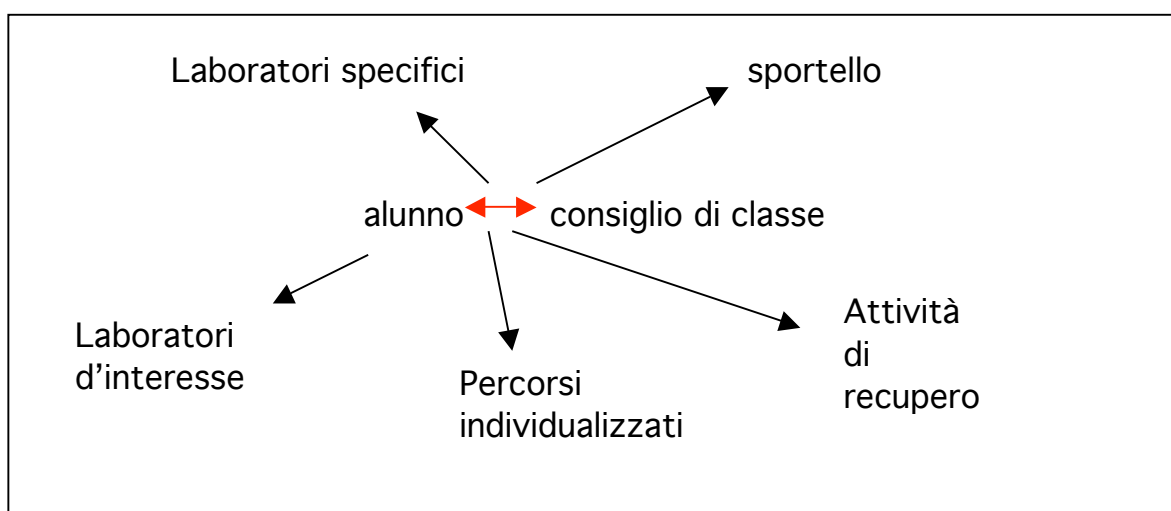 Laboratori specifici
sportello
alunno
consiglio di classe
Laboratori
d’interesse
Percorsi
individualizzati
Attività
di
recupero